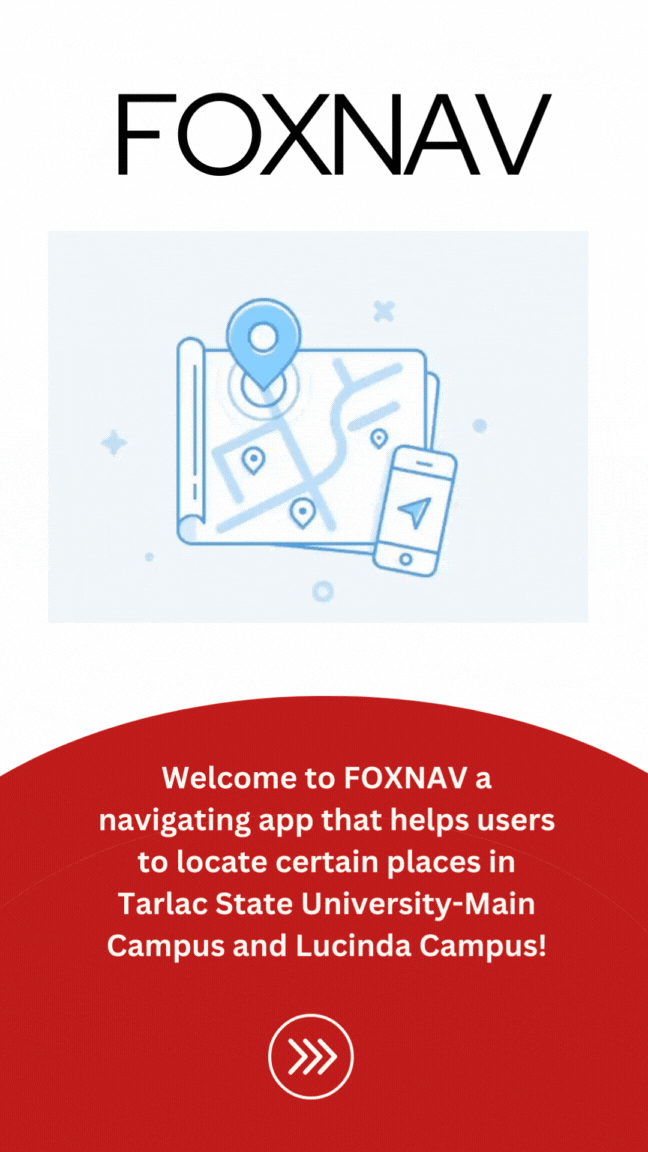 FOXNAV
Welcome to FOXNAV a
navigating app that helps users
to locate certain places in
Tarlac State University-Main
Campus and Lucinda Campus!